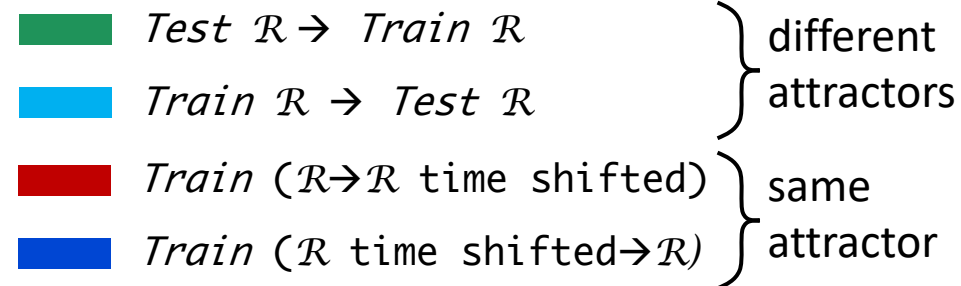 Test ℛ → Train ℛ
Train ℛ → Test ℛ
different
attractors
Train (ℛ→ℛ time shifted)
Train (ℛ time shifted→ℛ)
same
attractor